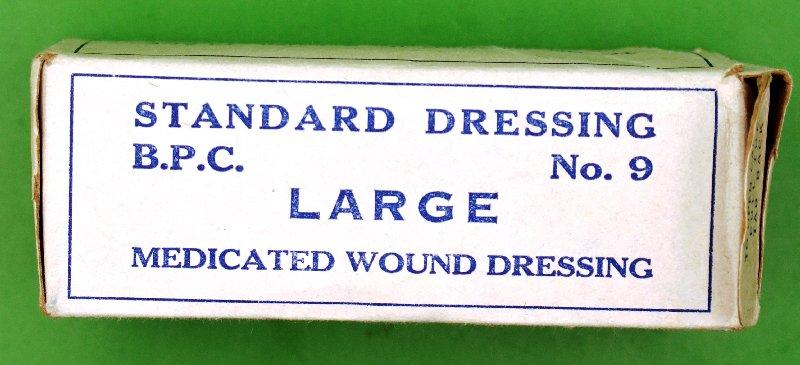 STANDARD DRESSING
B.P.C. No. 9
LARGE
MEDICATED WOUND DRESSING